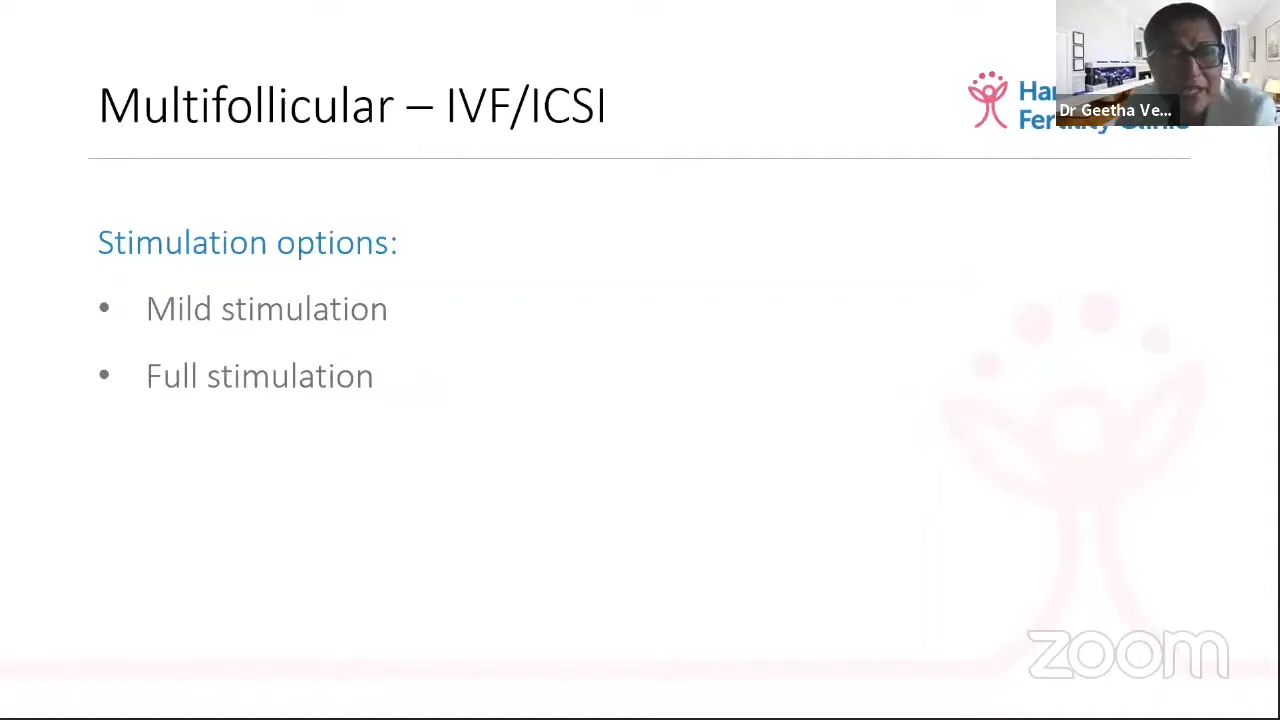 Multifollicular – IVF/ICSI
Dr Geetha Ve...
Stimulation options:
• Mild stimulation
• Full stimulation
zoom